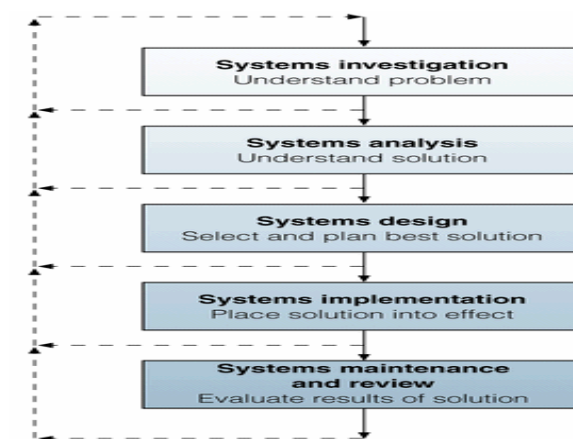 Systems investigation
Understand problem
Systems analysis
Understand solution
Systems design
Select and plan best solution
Systems implementation
Place solution into effect
Systems maintenance
and review
Evaluate results of solution